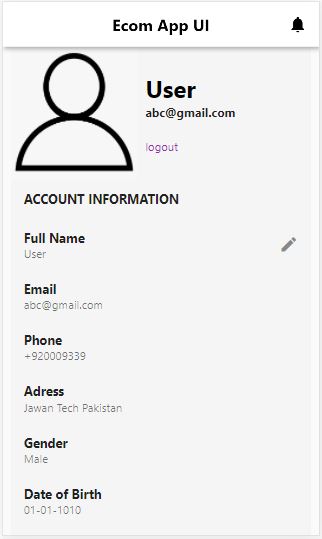 Ecom App UI
User
abc@gmail.com
logout
ACCOUNT INFORMATION
Full Name
User
Email
abc@gmail.com
Phone
+920009339
Adress
Jawan Tech Pakistan
Gender
Male
Date of Birth
01-01-1010